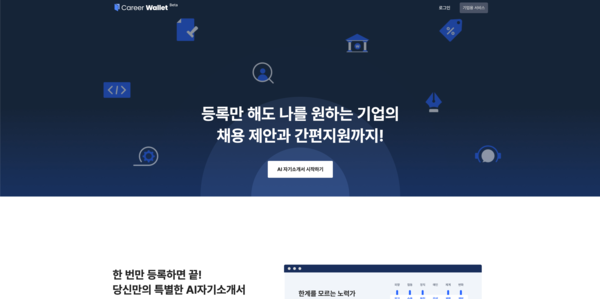 Career Wallet Beta
로그인
기업용 서비스
</>
%
등록만 해도 나를 원하는 기업의
채용 제안과 간편지원까지!
AI 자기소개서 시작하기
한 번만 등록하면 끝!
당신만의 특별한 AI자기소개서
한계를 모르는 노력가